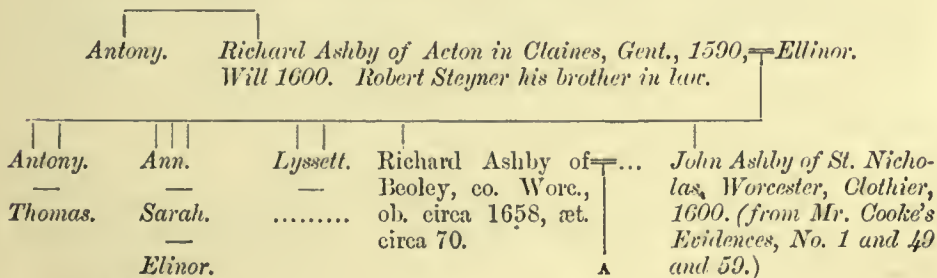 Antony. Richard Ashby of Acton in Claines, Gent., 1590, Ellinor.
Will 1600. Robert Steyner his brother in law.
Antony. Ann. Lyssett. Richard Ashby of ... John Ashby of St. Nicho-
— — — Beoley, co. Worc., las, Worcester, Clothier,
Thomas. Sarah. ......... ob. circa 1658, æt. 1600. (from Mr. Cooke's
— circa 70. Evidences, No. 1 and 49
Elinor. A and 59.)